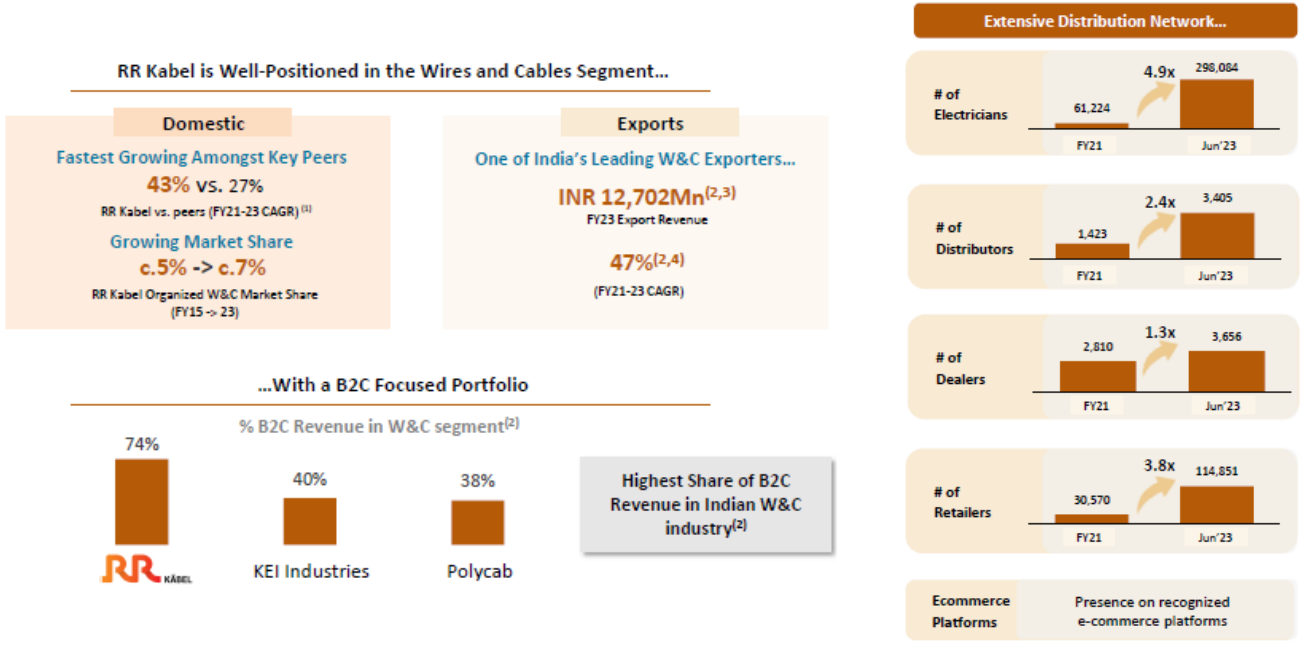 RR Kabel is Well-Positioned in the Wires and Cables Segment...
Domestic
Fastest Growing Amongst Key Peers
43% vs. 27%
RR Kabel vs. peers (FY21-23 CAGR) (1)
Growing Market Share
c.5% -> c.7%
RR Kabel Organized W&C Market Share
(FY15 -> 23)
Exports
One of India's Leading W&C Exporters...
INR 12,702Mn(2,3)
FY23 Export Revenue
47%(2,4)
(FY21-23 CAGR)
...With a B2C Focused Portfolio
% B2C Revenue in W&C segment(2)
74%
40%
38%
RR KABEL
KEI Industries
Polycab
Highest Share of B2C
Revenue in Indian W&C
industry(2)
Extensive Distribution Network...
# of
Electricians
61,224
4.9x
298,084
FY21
Jun'23
# of
Distributors
1,423
2.4x
3,405
FY21
Jun'23
# of
Dealers
2,810
1.3x
3,656
FY21
Jun'23
# of
Retailers
30,570
3.8x
114,851
FY21
Jun'23
Ecommerce
Platforms
Presence on recognized
e-commerce platforms